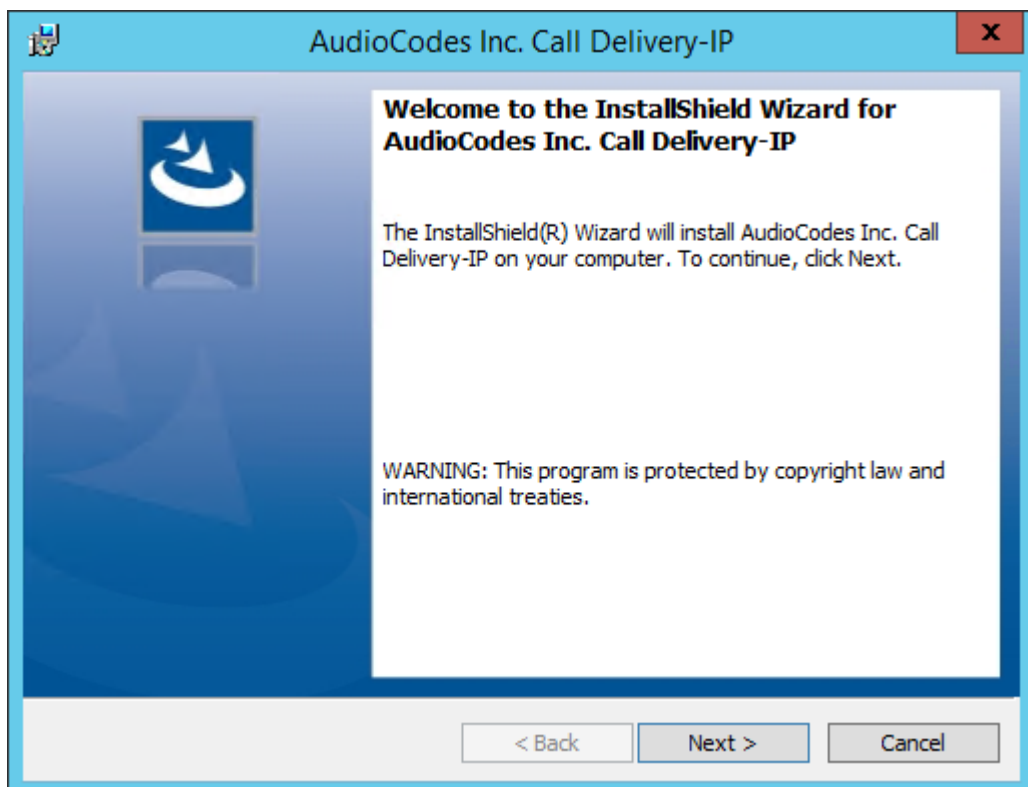 AudioCodes Inc. Call Delivery-IP
x
Welcome to the InstallShield Wizard for
AudioCodes Inc. Call Delivery-IP
The InstallShield(R) Wizard will install AudioCodes Inc. Call
Delivery-IP on your computer. To continue, click Next.
WARNING: This program is protected by copyright law and
international treaties.
< Back
Next >
Cancel